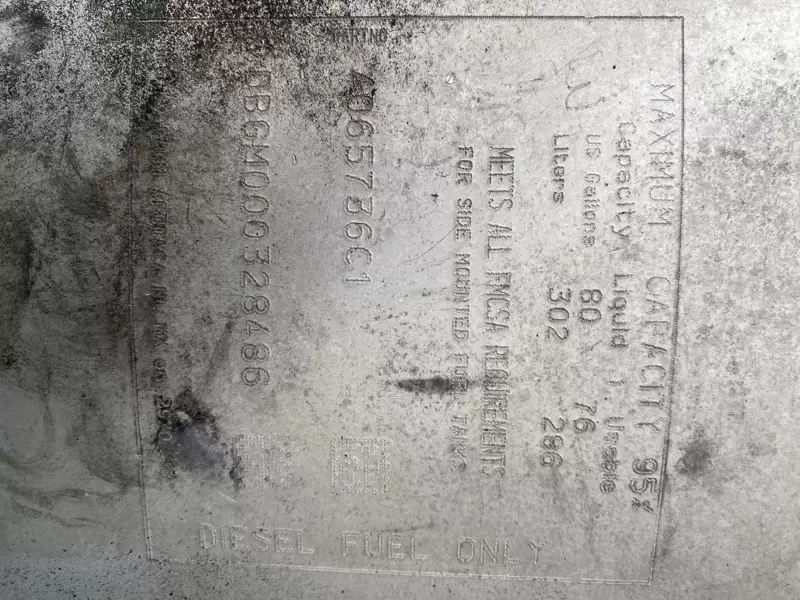 MAXIMUM CAPACITY 95%
Capacity Liquid Usable
US Gallons 80 76
Liters 302 286
MEETS ALL FMCSA REQUIREMENTS
FOR SIDE MOUNTED FUEL TANKS
PARTNO
4065736C1
DBGM000328486
DIESEL FUEL ONLY